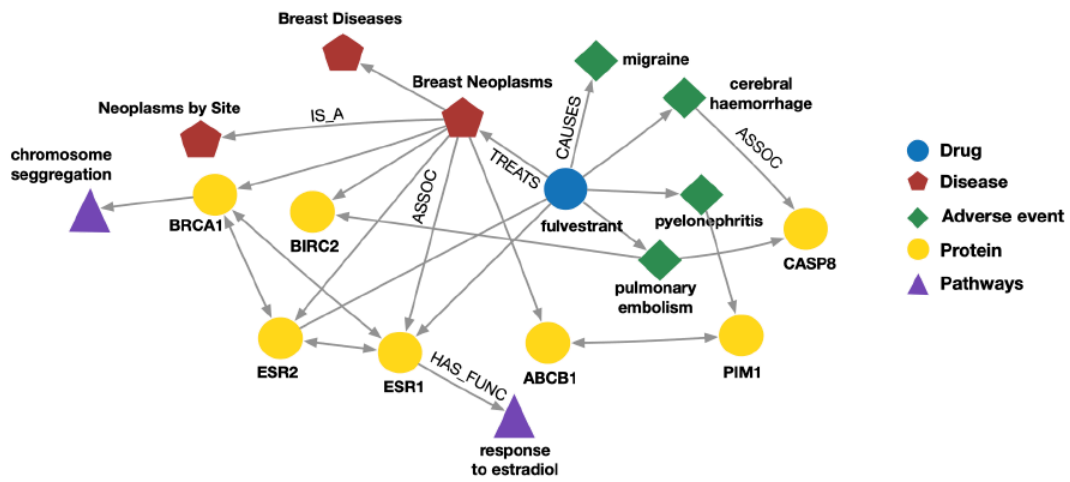 Breast Diseases
Breast Neoplasms
migraine
cerebral
haemorrhage
Neoplasms by Site
IS_A
CAUSES
ASSOC
chromosome
seggregation
TREATS
Drug
Disease
Adverse event
Protein
Pathways
ASSOC
BRCA1
BIRC2
fulvestrant
pyelonephritis
CASP8
pulmonary
embolism
ESR2
ESR1
HAS_FUNC
ABCB1
PIM1
response
to estradiol